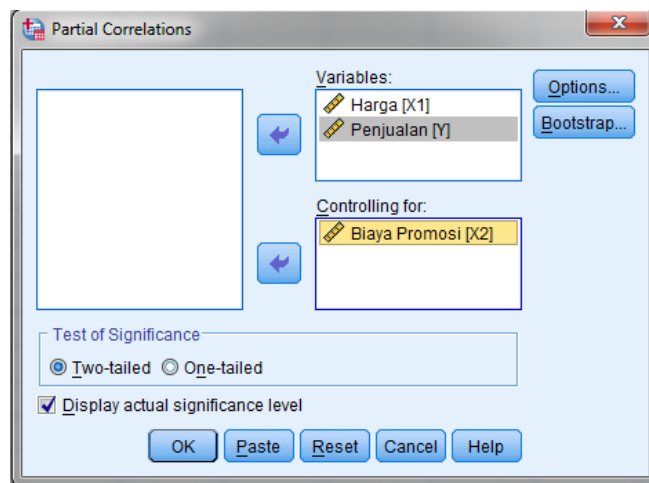 Partial Correlations
Variables:
Harga [X1]
Penjualan [Y]
Options...
Bootstrap...
Controlling for:
Biaya Promosi [X2]
Test of Significance
Two-tailed One-tailed
Display actual significance level
OK Paste Reset Cancel Help